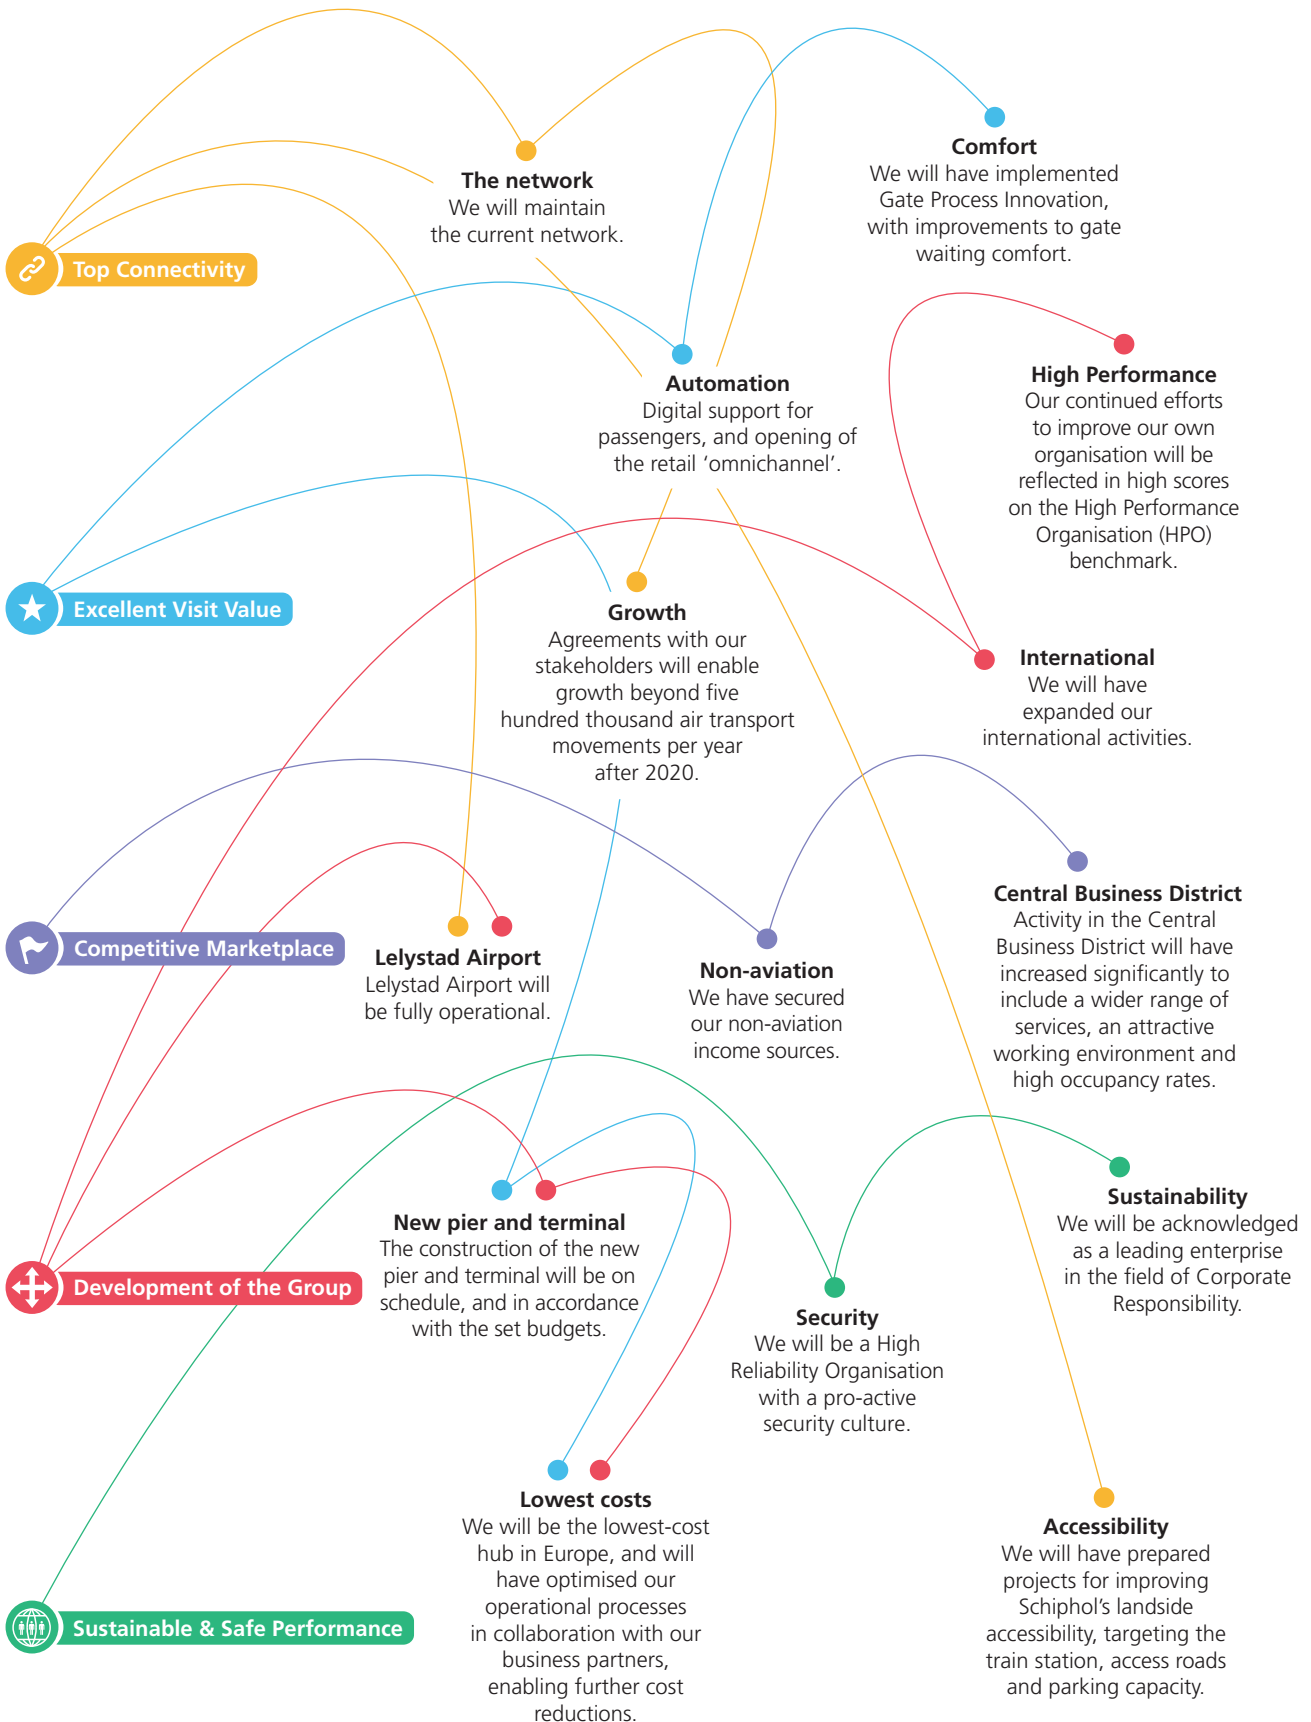 Comfort
We will have implemented
Gate Process Innovation,
with improvements to gate
waiting comfort.
The network
We will maintain
the current network.
Top Connectivity
High Performance
Our continued efforts
to improve our own
organisation will be
reflected in high scores
on the High Performance
Organisation (HPO)
benchmark.
Automation
Digital support for
passengers, and opening of
the retail ‘omnichannel’.
Excellent Visit Value
Growth
Agreements with our
stakeholders will enable
growth beyond five
hundred thousand air transport
movements per year
after 2020.
International
We will have
expanded our
international activities.
Competitive Marketplace
Lelystad Airport
Lelystad Airport will
be fully operational.
Non-aviation
We have secured
our non-aviation
income sources.
Central Business District
Activity in the Central
Business District will have
increased significantly to
include a wider range of
services, an attractive
working environment and
high occupancy rates.
Development of the Group
New pier and terminal
The construction of the new
pier and terminal will be on
schedule, and in accordance
with the set budgets.
Security
We will be a High
Reliability Organisation
with a pro-active
security culture.
Sustainability
We will be acknowledged
as a leading enterprise
in the field of Corporate
Responsibility.
Sustainable & Safe Performance
Lowest costs
We will be the lowest-cost
hub in Europe, and will
have optimised our
operational processes
in collaboration with our
business partners,
enabling further cost
reductions.
Accessibility
We will have prepared
projects for improving
Schiphol’s landside
accessibility, targeting the
train station, access roads
and parking capacity.